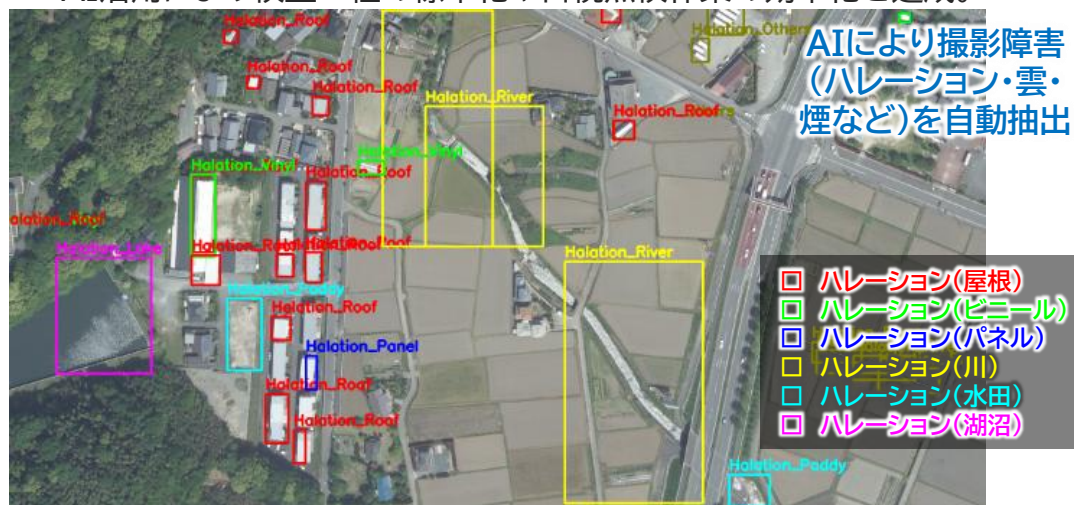 AIにより撮影障害
(ハレーション・雲・
煙など)を自動抽出
Halation_Roof
Halation_Others
Halation_Roof
Halation_Roof
Halation_River
Halation_Roof
Halation_Vinyl
Halation_Vinyl
Halation_Roof
alation_Roof
Halation_Lake
Halation_Roof
Halation_Roof
Halation_River
Halation_Paddy
Halation_Roof
Halation_Panel
Halation_Roof
Halation_Roof
Halation_Paddy
ハレーション(屋根)
ハレーション(ビニール)
ハレーション(パネル)
ハレーション(川)
ハレーション(水田)
ハレーション(湖沼)